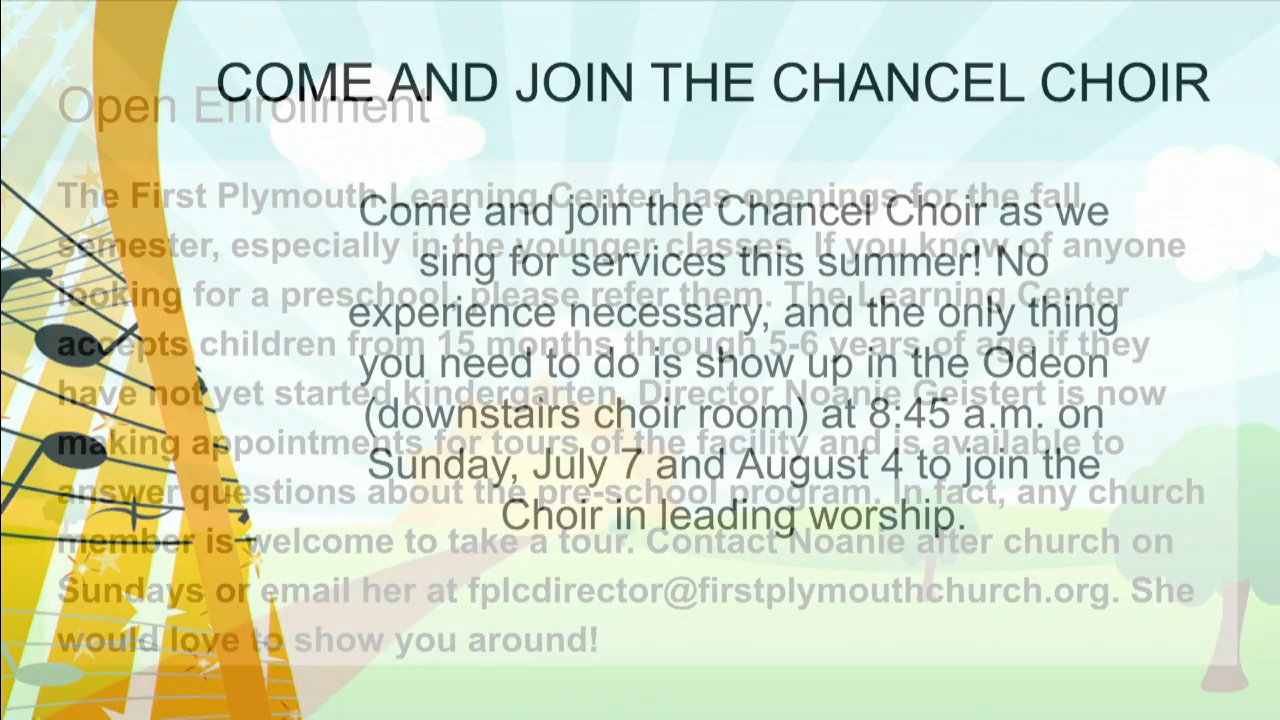 COME AND JOIN THE CHANCEL CHOIR
Come and join the Chancel Choir as we
sing for services this summer! No
experience necessary, and the only thing
you need to do is show up in the Odeon
(downstairs choir room) at 8:45 a.m. on
Sunday, July 7 and August 4 to join the
Choir in leading worship.
Open Enrollment
The First Plymouth Learning Center has openings for the fall
semester, especially in the younger classes. If you know of anyone
looking for a preschool, please refer them. The Learning Center
accepts children from 15 months through 5-6 years of age if they
have not yet started kindergarten. Director Noanie Geistert is now
making appointments for tours of the facility and is available to
answer questions about the pre-school program. In fact, any church
member is welcome to take a tour. Contact Noanie after church on
Sundays or email her at fplcdirector@firstplymouthchurch.org. She
would love to show you around!